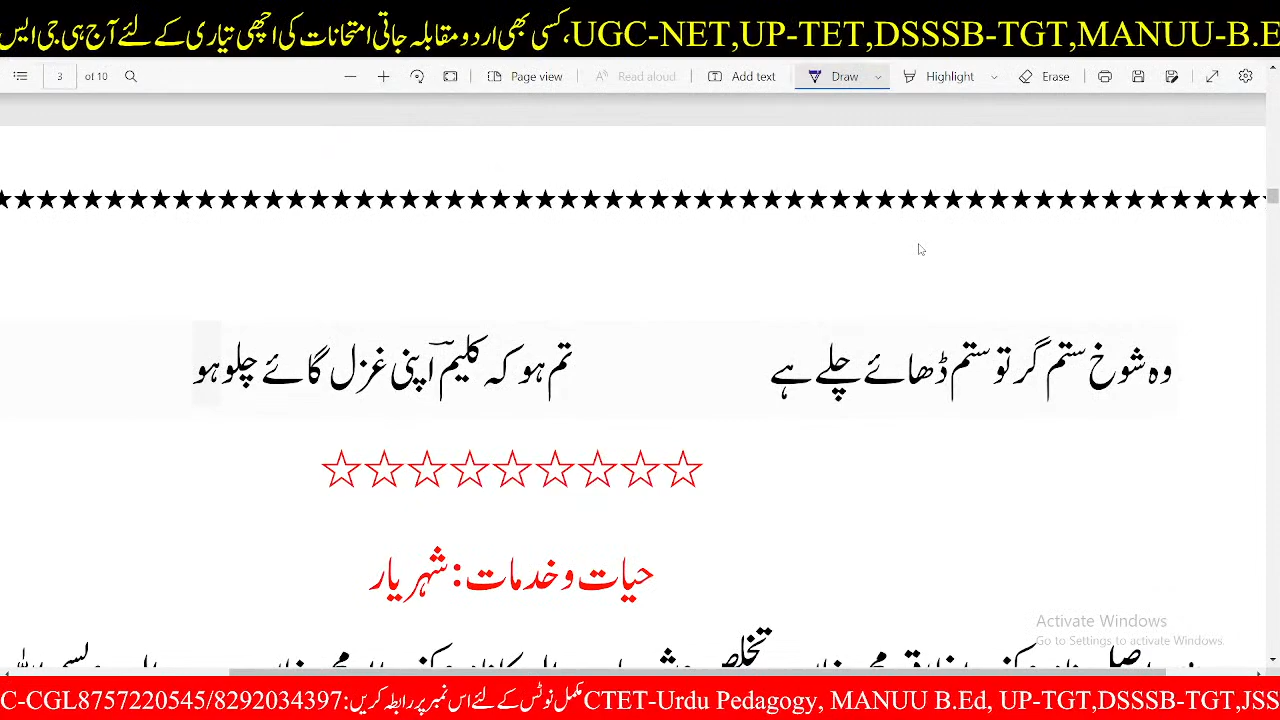 کسی بھی اردو مقابلہ جاتی امتحانات کی اچھی تیاری کے لئے آج ہی جی ایس ،UGC-NET,UP-TET,DSSSB-TGT,MANUU-B.E
3 of 10 Page view Read aloud Add text Draw Highlight Erase
★★★★★★★★★★★★★★★★★★★★★★★★★★★★★★★★★★★★★★★★★★★★★★★★★★★★★★★★
وہ شوخ ستم گر تو ستم ڈھائے چلے ہے تم ہو کہ کلیمؔ اپنی غزل گائے چلو ہو
☆☆☆☆☆☆☆☆☆
حیات و خدمات : شہریار
Activate Windows
Go to Settings to activate Windows.
تخلص
C-CGL8757220545/8292034397:مکمل نوٹس کے لئے اس نمبر پر رابطہ کریں CTET-Urdu Pedagogy, MANUU B.Ed, UP-TGT,DSSSB-TGT,JSS